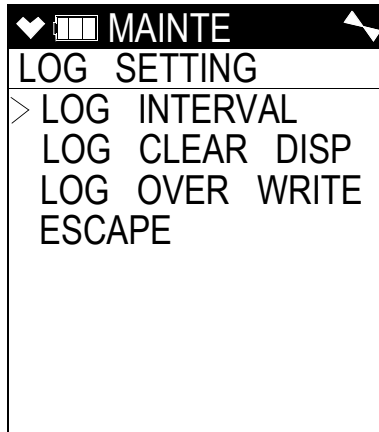 MAINTE
LOG SETTING
> LOG INTERVAL
LOG CLEAR DISP
LOG OVER WRITE
ESCAPE